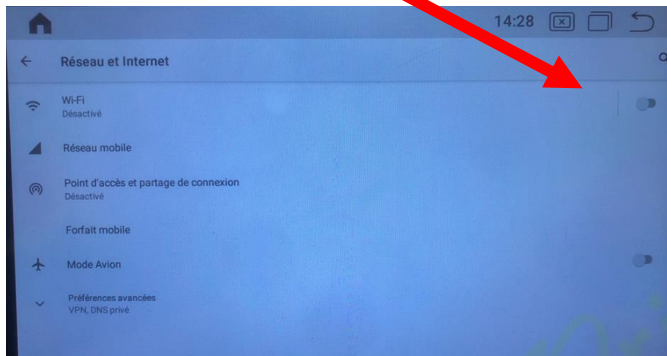 14:28
Réseau et Internet
Wi-Fi
Désactivé
Réseau mobile
Point d'accès et partage de connexion
Désactivé
Forfait mobile
Mode Avion
Préférences avancées
VPN, DNS privé